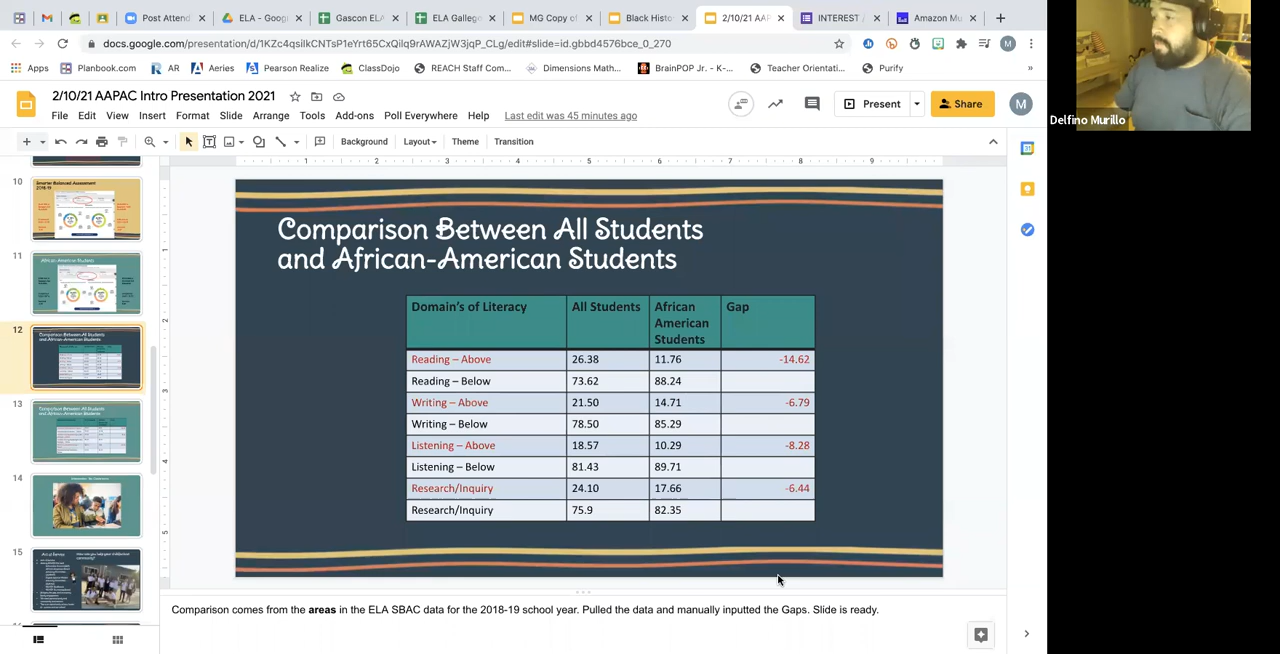 Post Attend
ELA - Goog
Gascon ELA
ELA Galleg
MG Copy of
Black Histo
2/10/21 AAP
INTEREST /
Amazon Mu
docs.google.com/presentation/d/1KZc4qsilkCNTsP1eYrt65CxQilq9rAWAZjW3jqP_CLg/edit#slide=id.gbbd4576bce_0_270
Apps
Planbook.com
AR
Aeries
Pearson Realize
ClassDojo
REACH Staff Com...
Dimensions Math...
BrainPOP Jr. - K-...
Teacher Orientati...
Purify
»
2/10/21 AAPAC Intro Presentation 2021
Present
Share
M
File Edit View Insert Format Slide Arrange Tools Add-ons Poll Everywhere Help Last edit was 45 minutes ago
Background Layout Theme Transition
Delfino Murillo
10
11
12
13
14
15
Comparison Between All Students
and African-American Students
Domain's of Literacy All Students African American Students Gap
Reading – Above 26.38 11.76 -14.62
Reading – Below 73.62 88.24
Writing – Above 21.50 14.71 -6.79
Writing – Below 78.50 85.29
Listening – Above 18.57 10.29 -8.28
Listening – Below 81.43 89.71
Research/Inquiry 24.10 17.66 -6.44
Research/Inquiry 75.9 82.35
Comparison comes from the areas in the ELA SBAC data for the 2018-19 school year. Pulled the data and manually inputted the Gaps. Slide is ready.